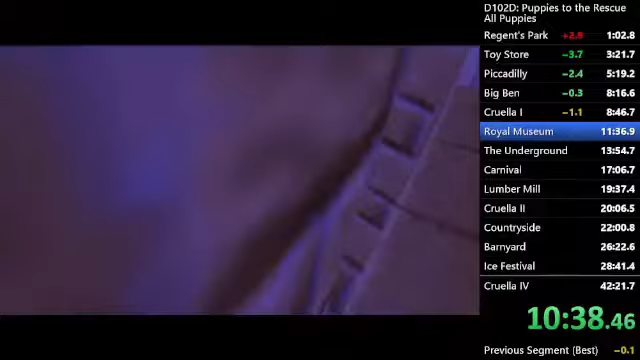 D102D: Puppies to the Rescue
All Puppies
Regent's Park +2.9 1:02.8
Toy Store −3.7 3:21.7
Piccadilly −2.4 5:19.2
Big Ben −0.3 8:16.6
Cruella I −1.1 8:46.7
Royal Museum 11:36.9
The Underground 13:54.7
Carnival 17:06.7
Lumber Mill 19:37.4
Cruella II 20:06.5
Countryside 22:00.8
Barnyard 26:22.6
Ice Festival 28:41.4
Cruella IV 42:21.7
10:38.46
Previous Segment (Best) −0.1